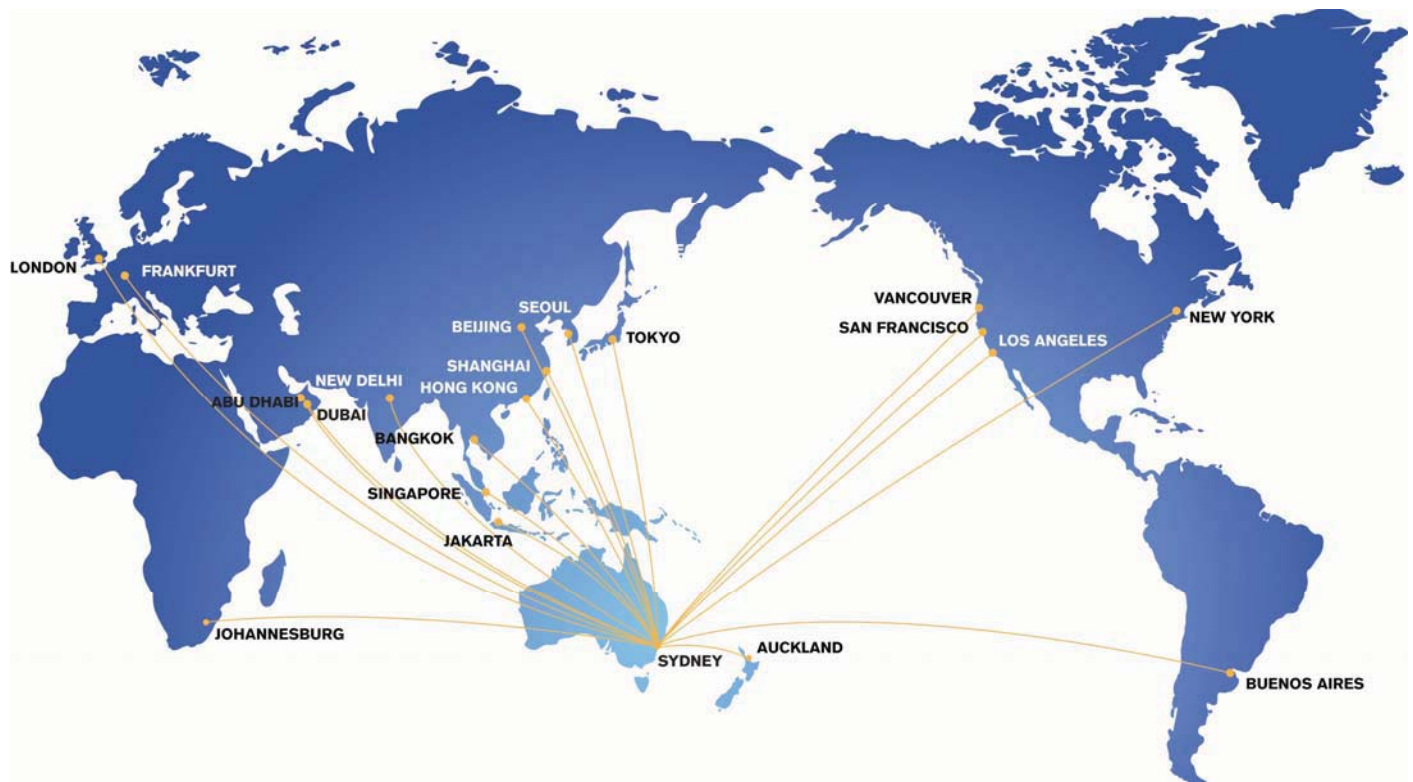 LONDON
FRANKFURT
SEOUL
BEIJING
TOKYO
SHANGHAI
NEW DELHI
HONG KONG
ABU DHABI
DUBAI
BANGKOK
SINGAPORE
JAKARTA
JOHANNESBURG
SYDNEY
AUCKLAND
VANCOUVER
SAN FRANCISCO
LOS ANGELES
NEW YORK
BUENOS AIRES